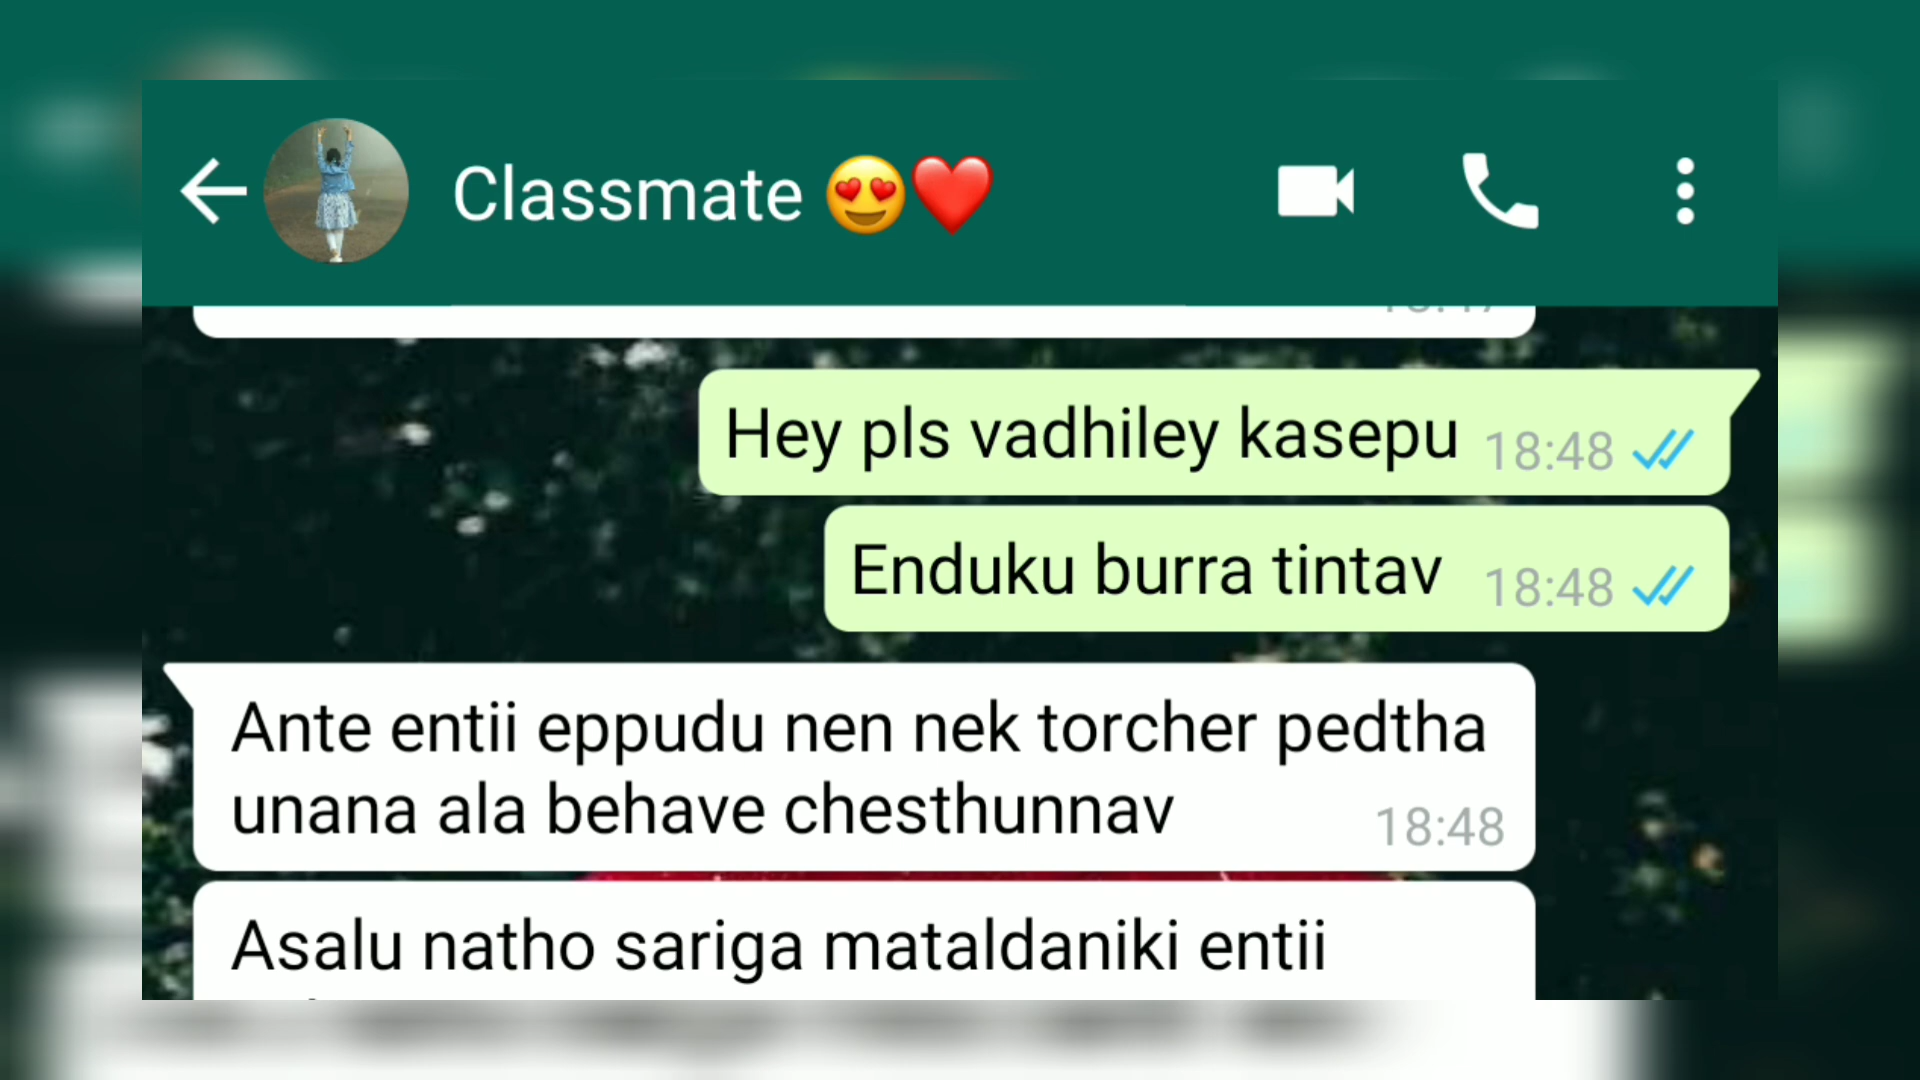 Classmate 😍❤️
Hey pls vadhiley kasepu 18:48
Enduku burra tintav 18:48
Ante entii eppudu nen nek torcher pedtha
unana ala behave chesthunnav 18:48
Asalu natho sariga mataldaniki entii